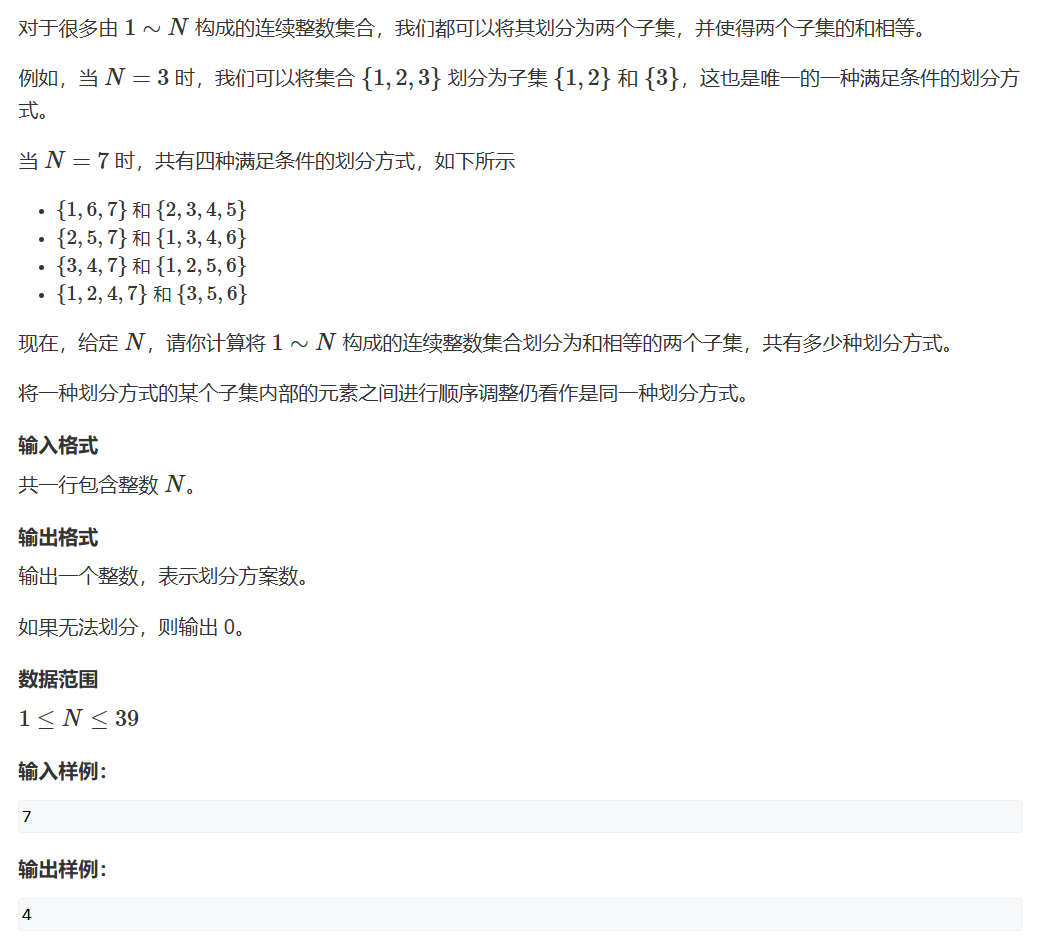 对于很多由 1 ∼ N 构成的连续整数集合，我们都可以将其划分为两个子集，并使得两个子集的和相等。
例如，当 N = 3 时，我们可以将集合 {1, 2, 3} 划分为子集 {1, 2} 和 {3}，这也是唯一的一种满足条件的划分方
式。
当 N = 7 时，共有四种满足条件的划分方式，如下所示
• {1, 6, 7} 和 {2, 3, 4, 5}
• {2, 5, 7} 和 {1, 3, 4, 6}
• {3, 4, 7} 和 {1, 2, 5, 6}
• {1, 2, 4, 7} 和 {3, 5, 6}
现在，给定 N，请你计算将 1 ∼ N 构成的连续整数集合划分为和相等的两个子集，共有多少种划分方式。
将一种划分方式的某个子集内部的元素之间进行顺序调整仍看作是同一种划分方式。
输入格式
共一行包含整数 N。
输出格式
输出一个整数，表示划分方案数。
如果无法划分，则输出 0。
数据范围
1 ≤ N ≤ 39
输入样例：
7
输出样例：
4